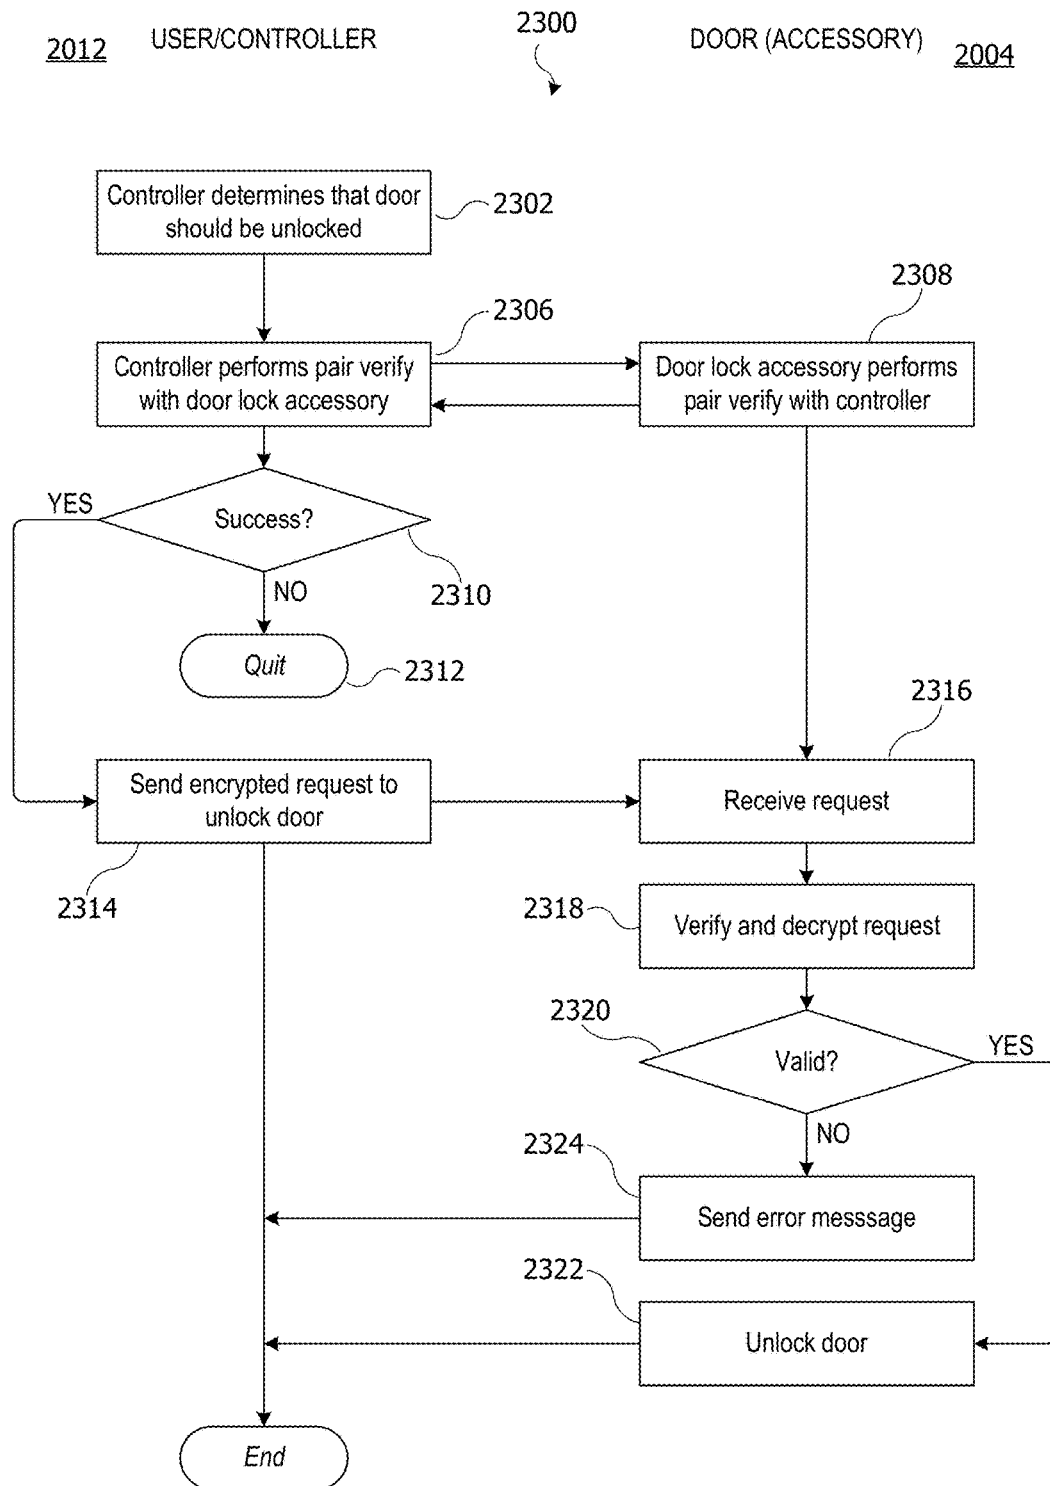 2012
USER/CONTROLLER
2300
DOOR (ACCESSORY)
2004
Controller determines that door
should be unlocked
2302
2306
2308
Controller performs pair verify
with door lock accessory
Door lock accessory performs
pair verify with controller
YES
Success?
2310
NO
Quit
2312
2316
Send encrypted request to
unlock door
Receive request
2314
2318
Verify and decrypt request
2320
Valid?
YES
NO
2324
Send error messsage
2322
Unlock door
End